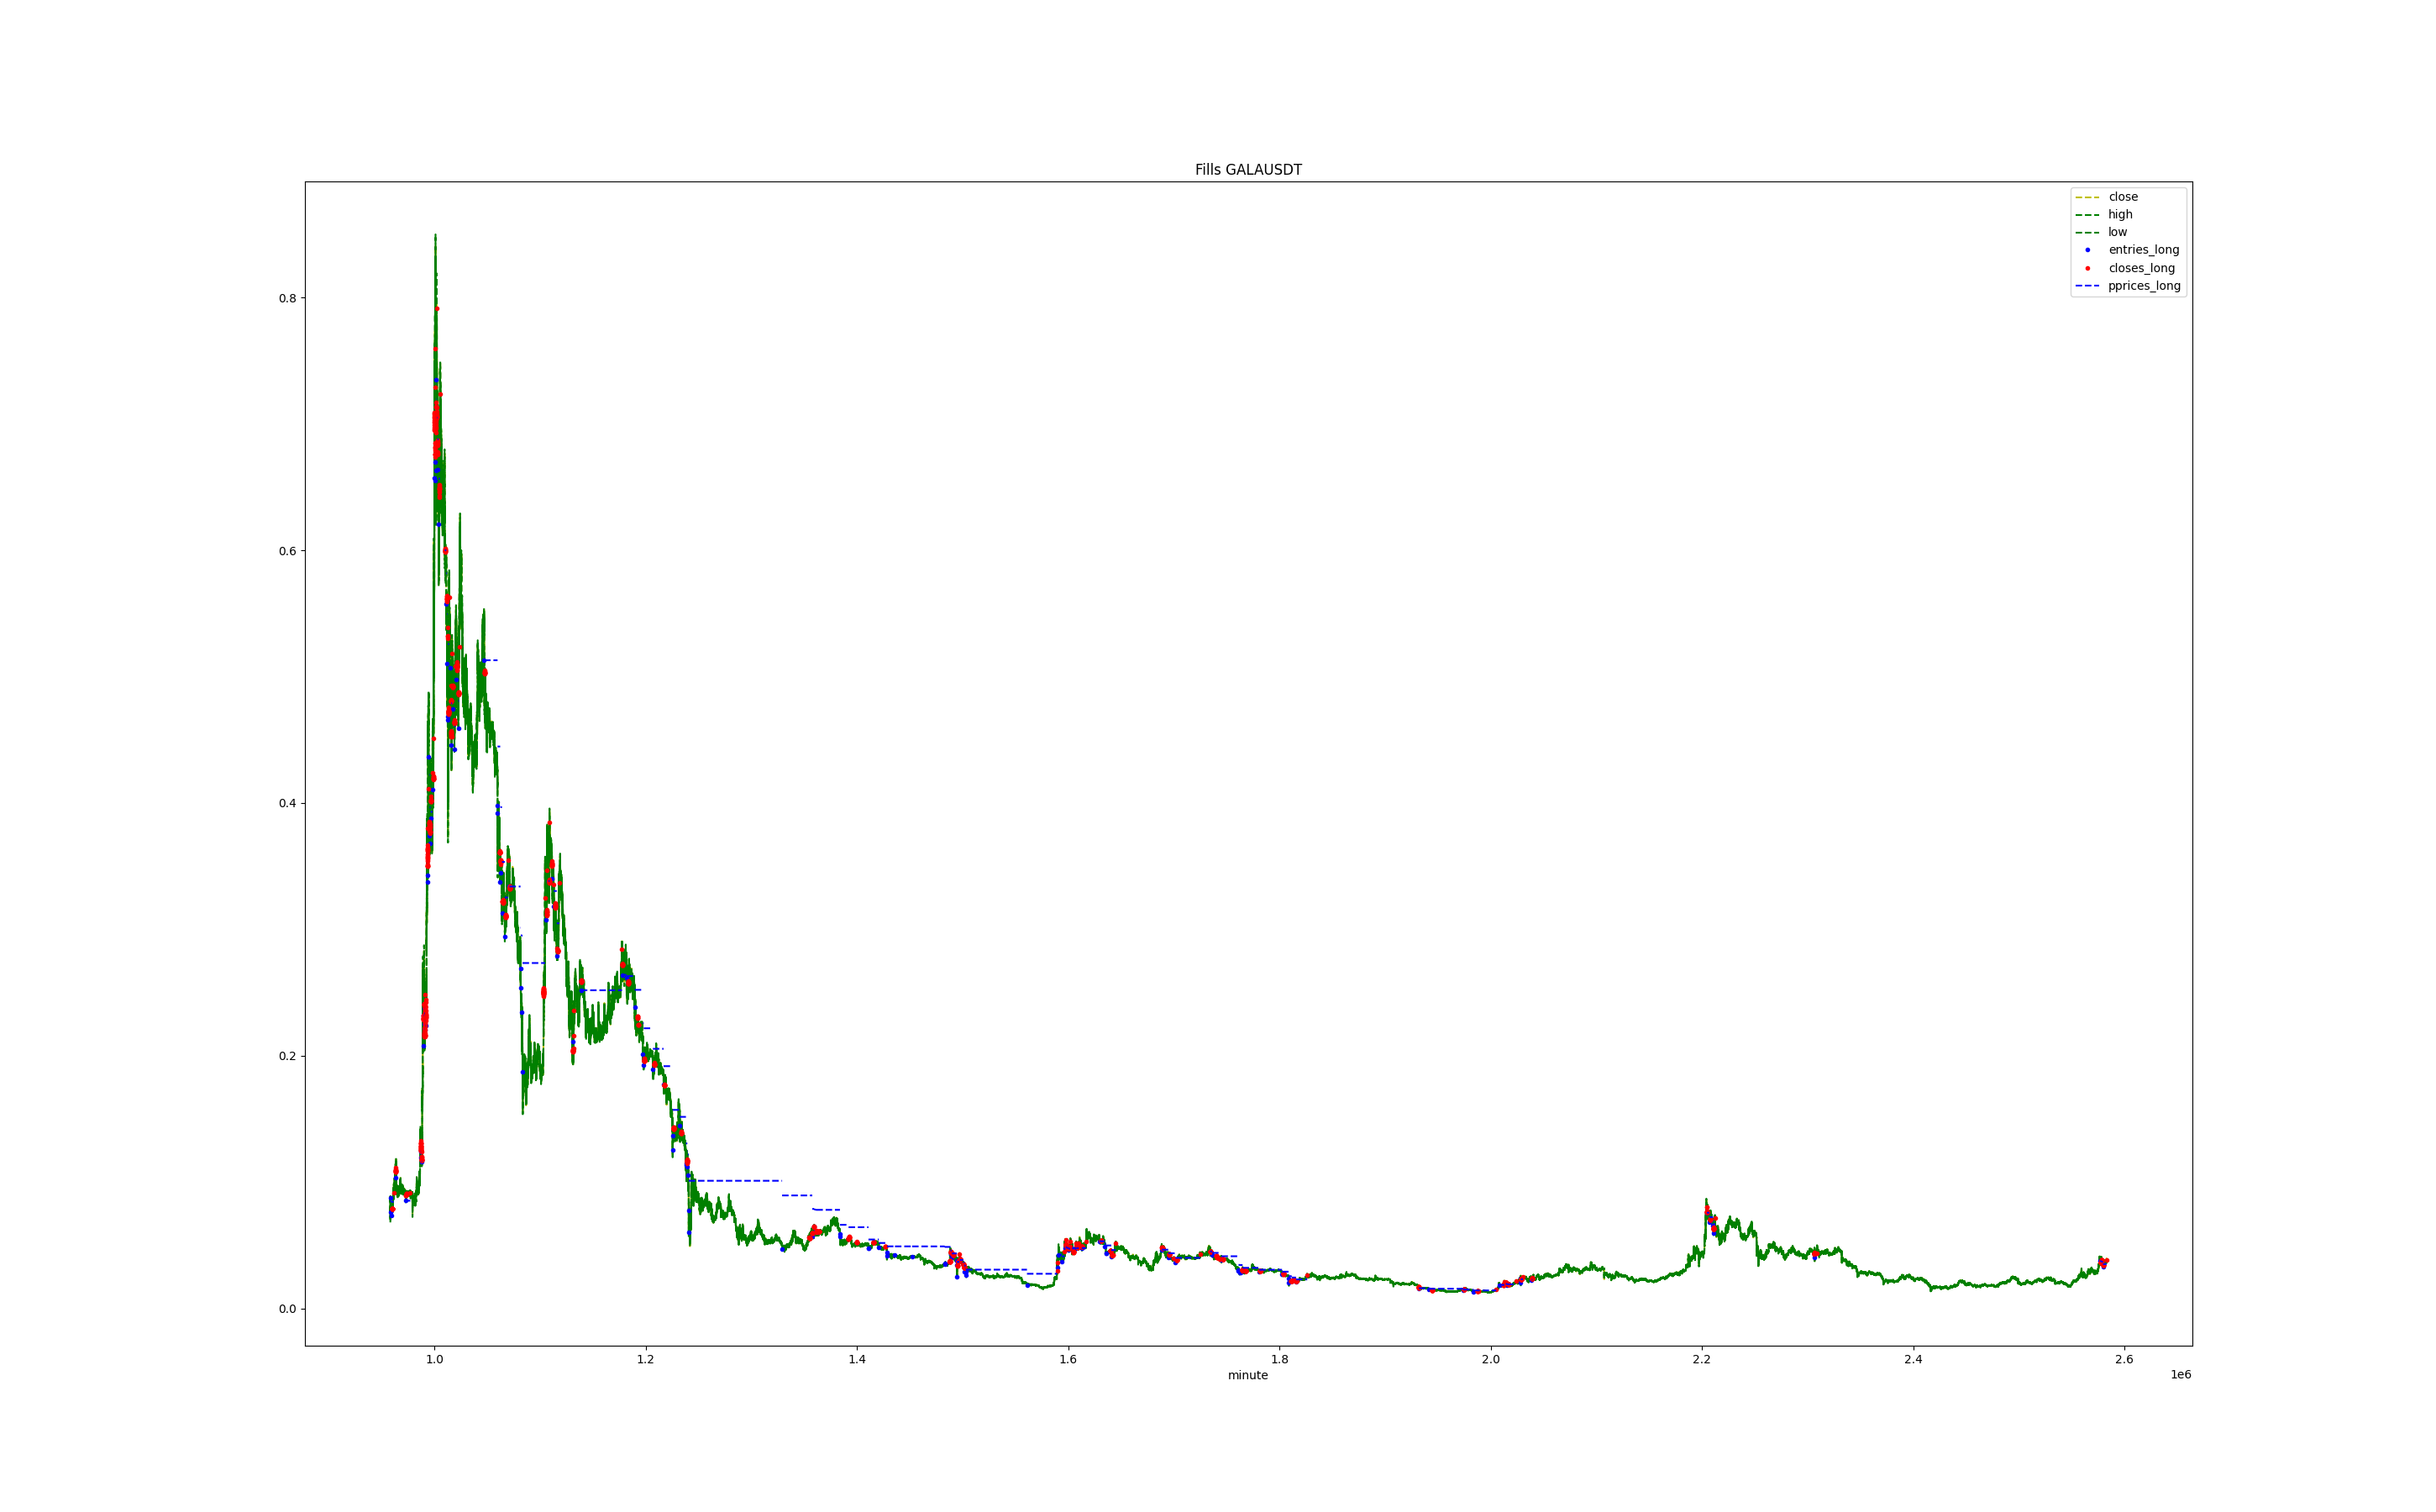 Fills GALAUSDT
close
high
low
entries_long
closes_long
pprices_long
0.8
0.6
0.4
0.2
0.0
1.0 1.2 1.4 1.6 1.8 2.0 2.2 2.4 2.6
minute
1e6